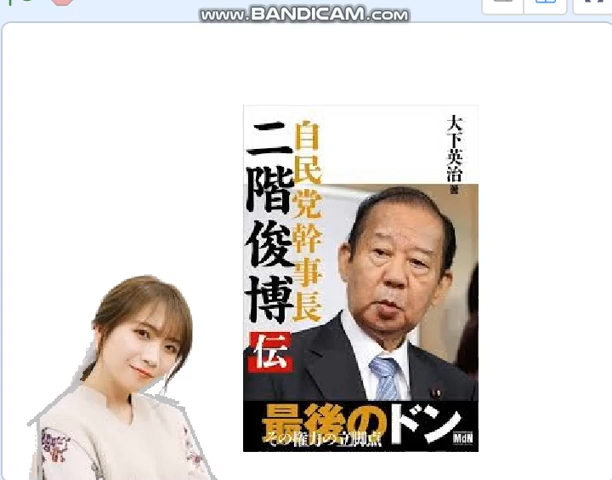 www.BANDICAM.com
大下英治 著
自民党幹事長
二階俊博
伝
最後のドン
その権力の立脚点
MdN